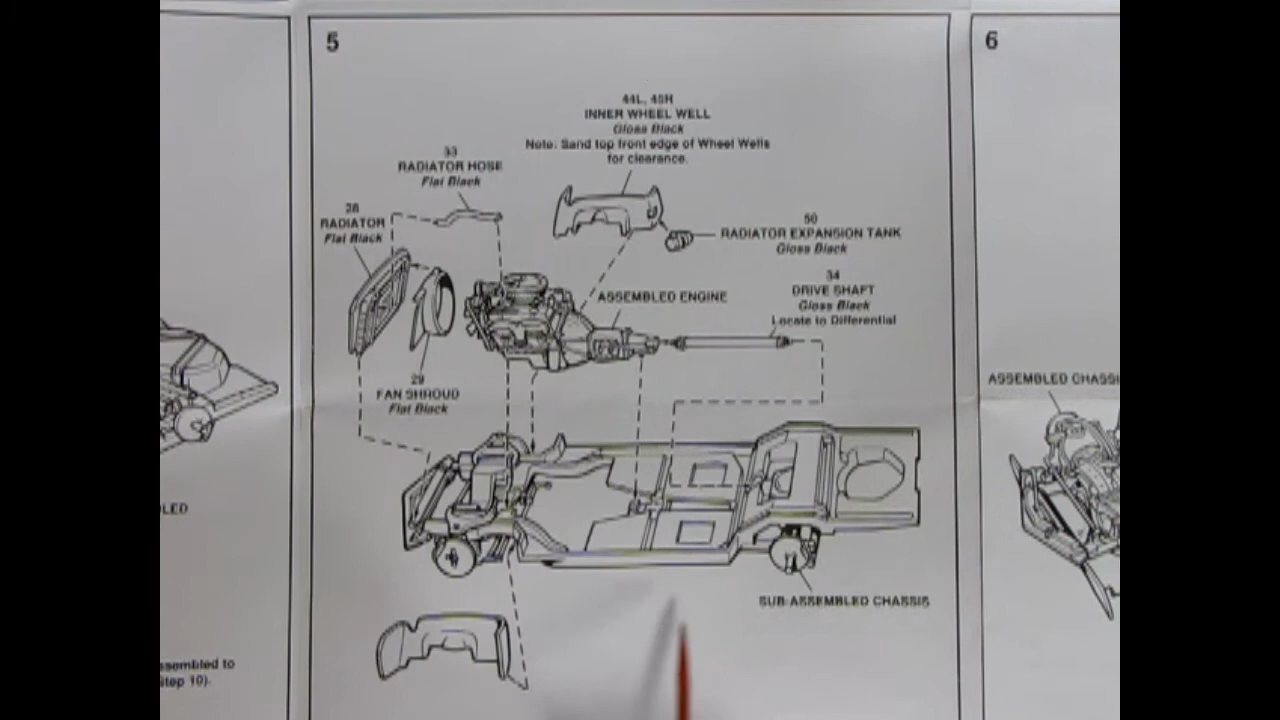 5
44L, 45R
INNER WHEEL WELL
Gloss Black
Note: Sand top front edge of Wheel Wells
for clearance.
33
RADIATOR HOSE
Flat Black
28
RADIATOR
Flat Black
50
RADIATOR EXPANSION TANK
Gloss Black
34
DRIVE SHAFT
Gloss Black
Locate to Differential
ASSEMBLED ENGINE
29
FAN SHROUD
Flat Black
SUB-ASSEMBLED CHASSIS
6
ASSEMBLED CHASSI
LED
ssembled to
tep 10).